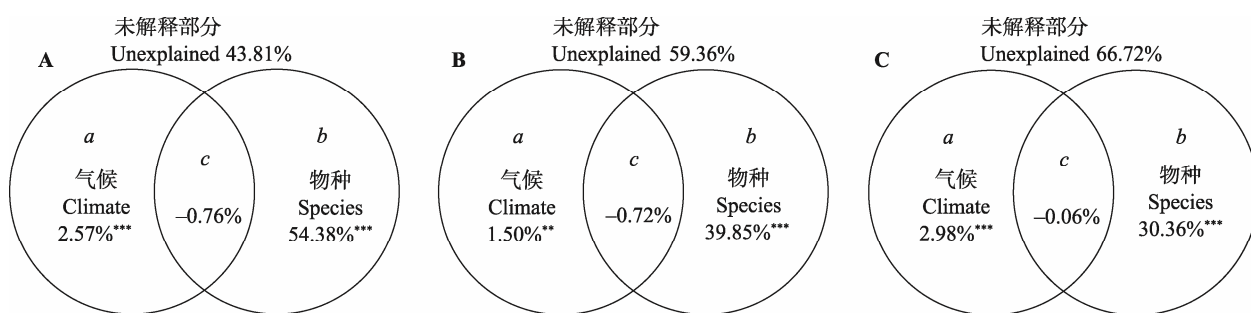 未解释部分
Unexplained 43.81%
A
a
b
c
气候
Climate
2.57%***
–0.76%
物种
Species
54.38%***
未解释部分
Unexplained 59.36%
B
a
b
c
气候
Climate
1.50%**
–0.72%
物种
Species
39.85%***
未解释部分
Unexplained 66.72%
C
a
b
c
气候
Climate
2.98%***
–0.06%
物种
Species
30.36%***